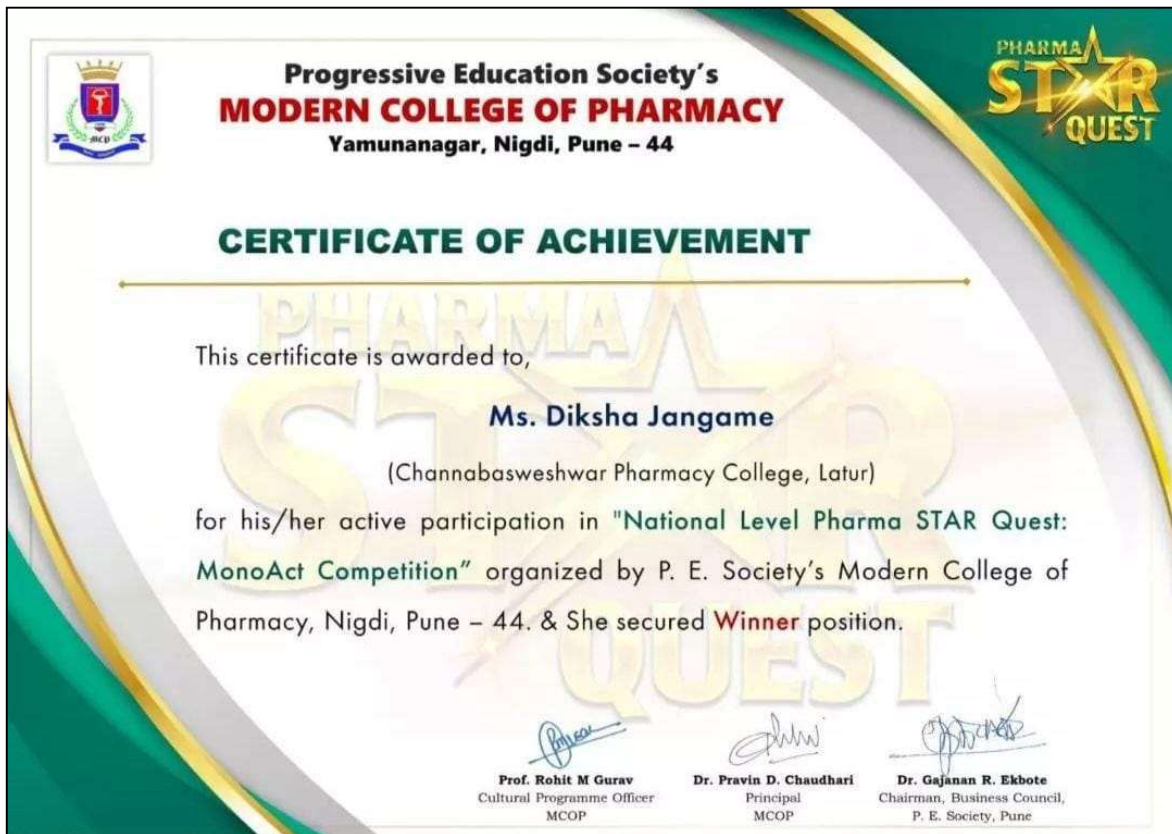 MCP
Progressive Education Society's
MODERN COLLEGE OF PHARMACY
Yamunanagar, Nigdi, Pune – 44
PHARMA
STAR
QUEST
CERTIFICATE OF ACHIEVEMENT
PHARMA
STAR
QUEST
This certificate is awarded to,
Ms. Diksha Jangame
(Channabasweshwar Pharmacy College, Latur)
for his/her active participation in "National Level Pharma STAR Quest:
MonoAct Competition” organized by P. E. Society's Modern College of
Pharmacy, Nigdi, Pune – 44. & She secured Winner position.
Prof. Rohit M Gurav
Cultural Programme Officer
MCOP
Dr. Pravin D. Chaudhari
Principal
MCOP
Dr. Gajanan R. Ekbote
Chairman, Business Council,
P. E. Society, Pune